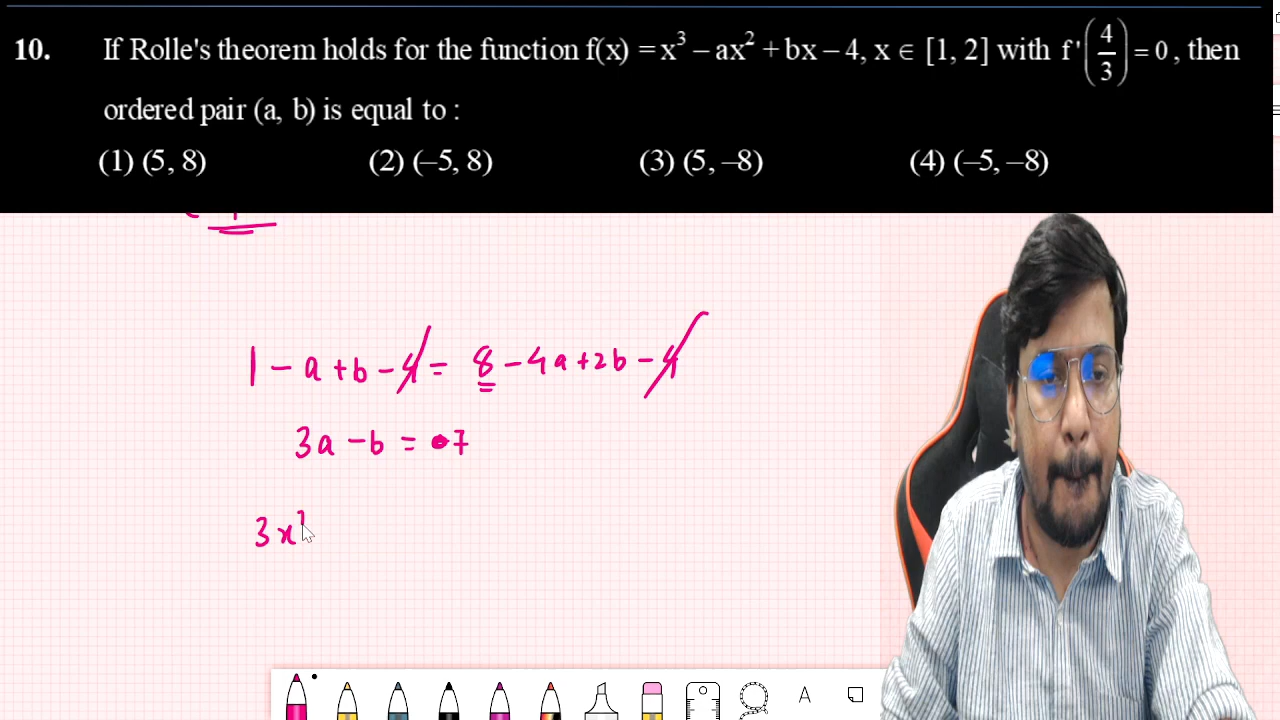 10. If Rolle's theorem holds for the function f(x) = x³ – ax² + bx – 4, x ∈ [1, 2] with f'(4/3) = 0, then
ordered pair (a, b) is equal to :
(1) (5, 8) (2) (–5, 8) (3) (5, –8) (4) (–5, –8)
1 – a + b – 4 = 8 – 4a + 2b – 4
3a – b = 7
3x²
A